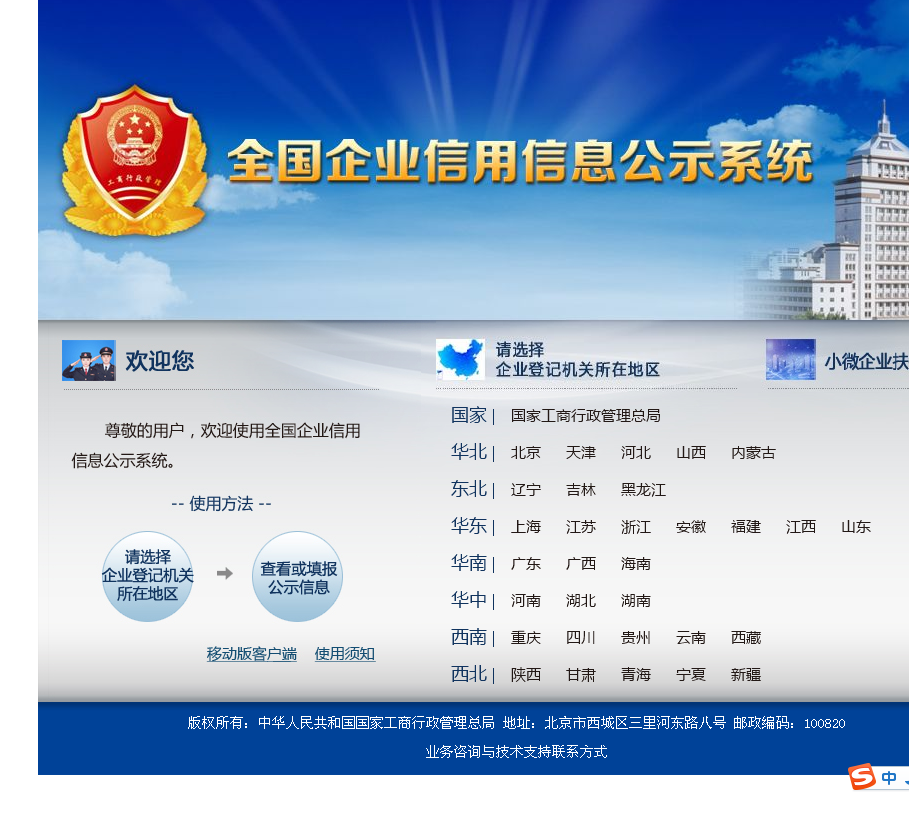 工商行政管理
全国企业信用信息公示系统
欢迎您
尊敬的用户，欢迎使用全国企业信用
信息公示系统。
-- 使用方法 --
请选择
企业登记机关
所在地区
查看或填报
公示信息
移动版客户端 使用须知
请选择
企业登记机关所在地区
国家| 国家工商行政管理总局
华北| 北京 天津 河北 山西 内蒙古
东北| 辽宁 吉林 黑龙江
华东| 上海 江苏 浙江 安徽 福建 江西 山东
华南| 广东 广西 海南
华中| 河南 湖北 湖南
西南| 重庆 四川 贵州 云南 西藏
西北| 陕西 甘肃 青海 宁夏 新疆
小微企业扶
版权所有：中华人民共和国国家工商行政管理总局 地址：北京市西城区三里河东路八号 邮政编码：100820
业务咨询与技术支持联系方式
S 中